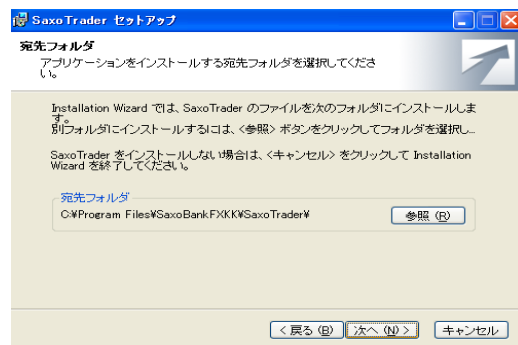 SaxoTrader セットアップ
宛先フォルダ
アプリケーションをインストールする宛先フォルダを選択してくださ
い。
Installation Wizard では、SaxoTrader のファイルを次のフォルダにインストールしま
す。
別フォルダにインストールするには、<参照> ボタンをクリックしてフォルダを選択し...
SaxoTrader をインストールしない場合は、<キャンセル> をクリックして Installation
Wizard を終了してください。
宛先フォルダ
C:¥Program Files¥SaxoBankFXKK¥SaxoTrader¥
参照 (R)
< 戻る (B) 次へ (N) > キャンセル